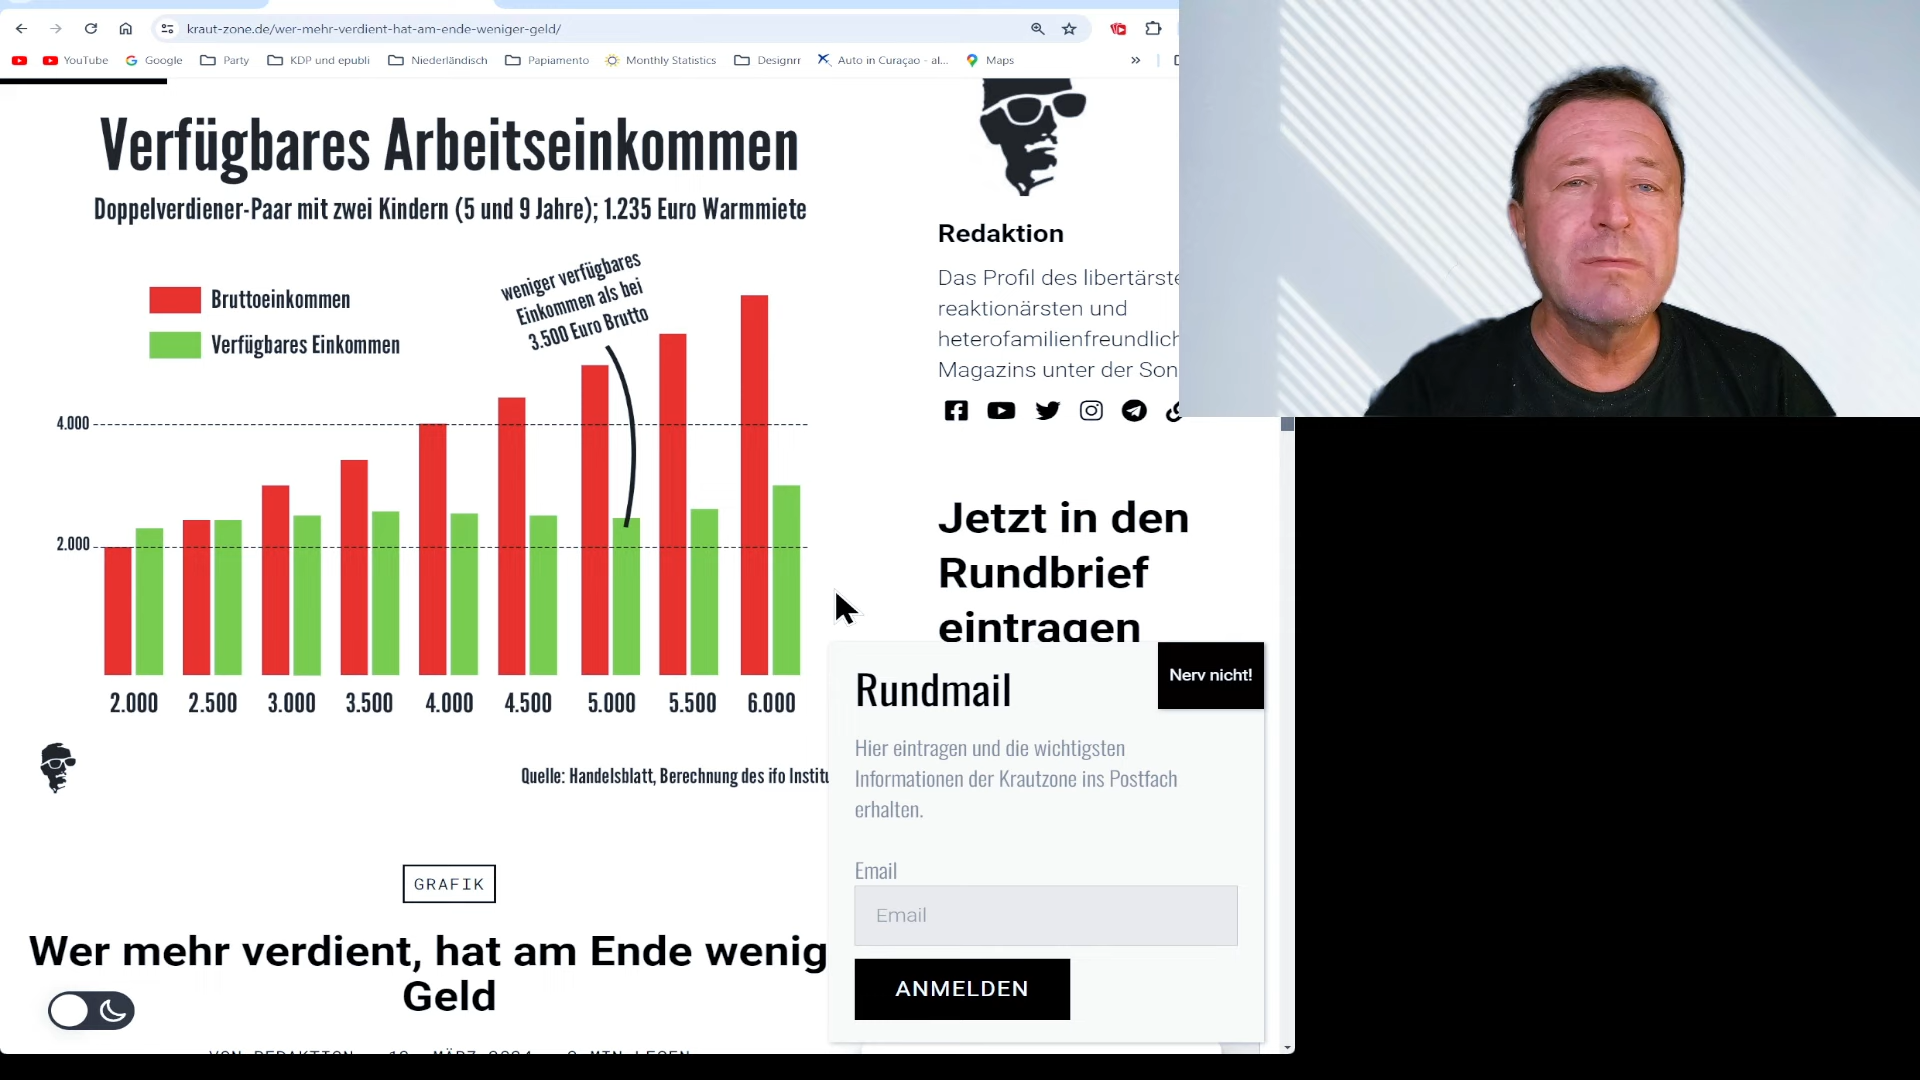 kraut-zone.de/wer-mehr-verdient-hat-am-ende-weniger-geld/
YouTube
Google
Party
KDP und epubli
Niederländisch
Papiamento
Monthly Statistics
Designrr
Auto in Curaçao - al...
Maps
Verfügbares Arbeitseinkommen
Doppelverdiener-Paar mit zwei Kindern (5 und 9 Jahre); 1.235 Euro Warmmiete
weniger verfügbares
Einkommen als bei
3.500 Euro Brutto
Bruttoeinkommen
Verfügbares Einkommen
4.000
2.000
2.000 2.500 3.000 3.500 4.000 4.500 5.000 5.500 6.000
Quelle: Handelsblatt, Berechnung des ifo
GRAFIK
Wer mehr verdient, hat am Ende wenig
Geld
Redaktion
Das Profil des
reaktionärsten und
Magazins unter der
Jetzt in den
Rundbrief
eintragen
Rundmail
Nerv nicht!
Hier eintragen und die wichtigsten
Informationen der Krautzone ins Postfach
erhalten.
Email
Email
ANMELDEN